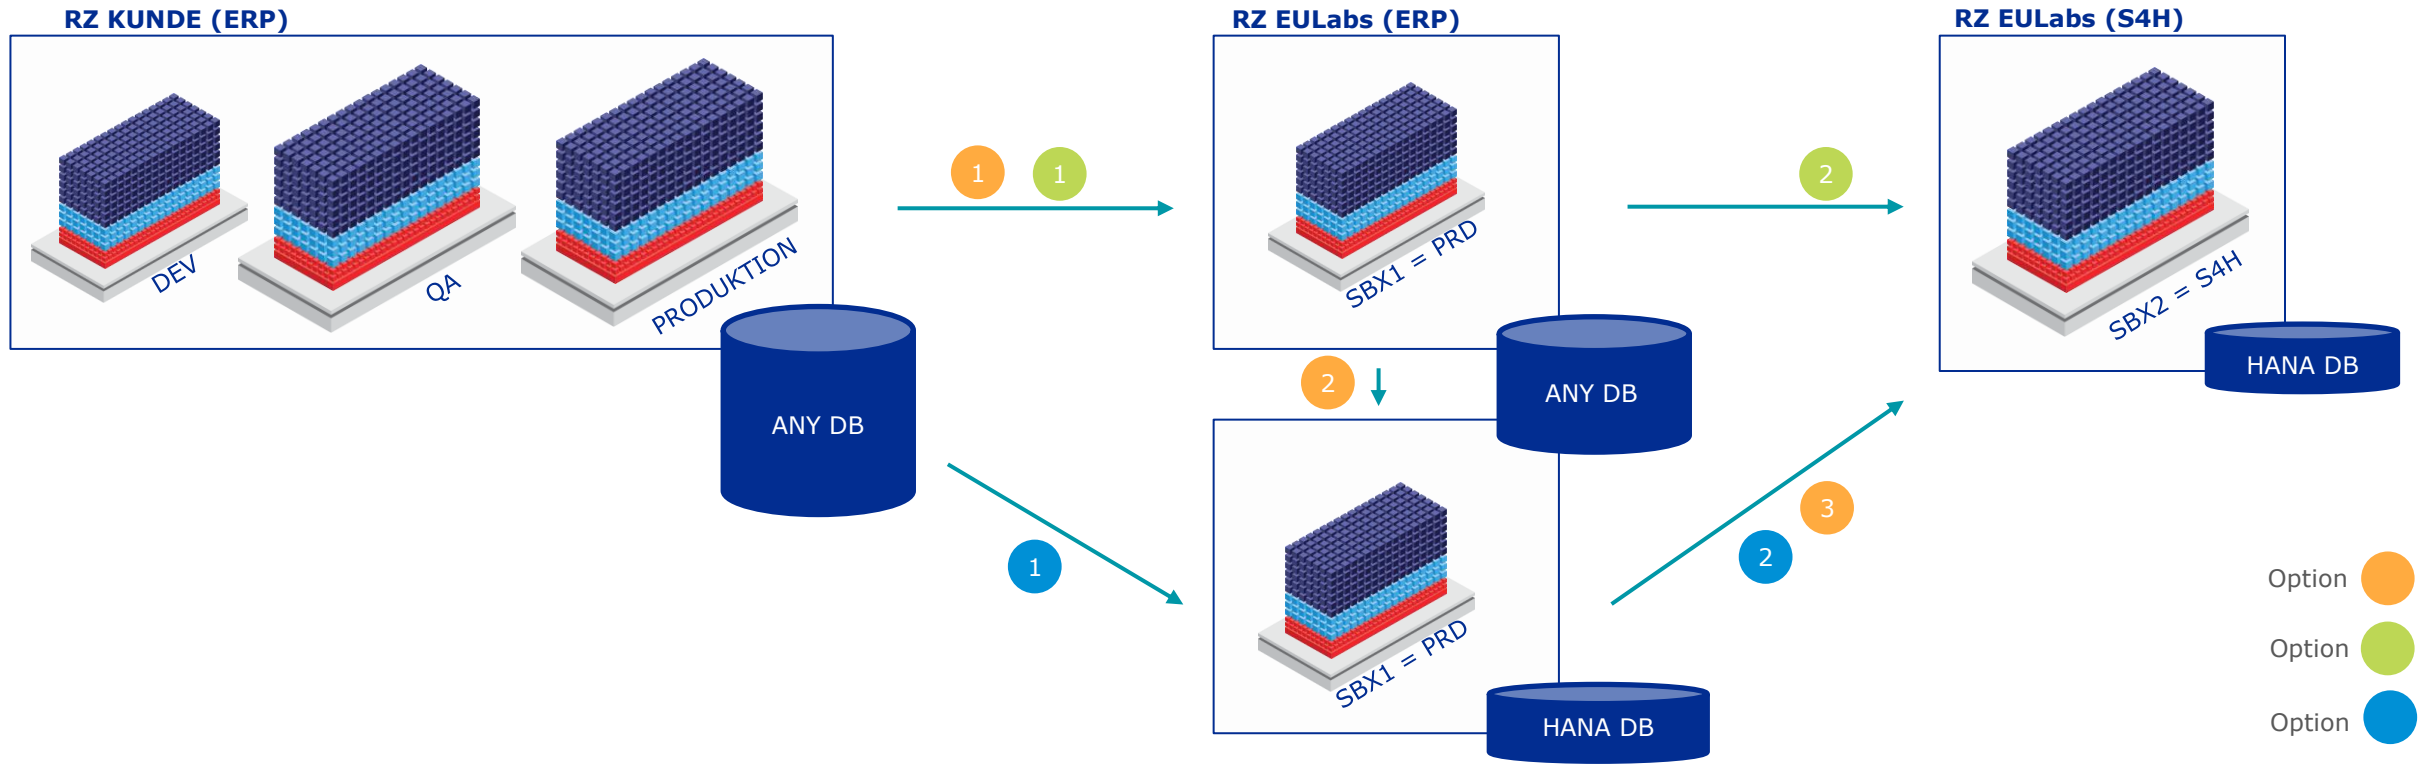 RZ KUNDE (ERP)
RZ EULabs (ERP)
RZ EULabs (S4H)
DEV
QA
PRODUKTION
ANY DB
1
1
SBX1 = PRD
ANY DB
2
SBX2 = S4H
HANA DB
2
1
SBX1 = PRD
HANA DB
3
2
Option
Option
Option